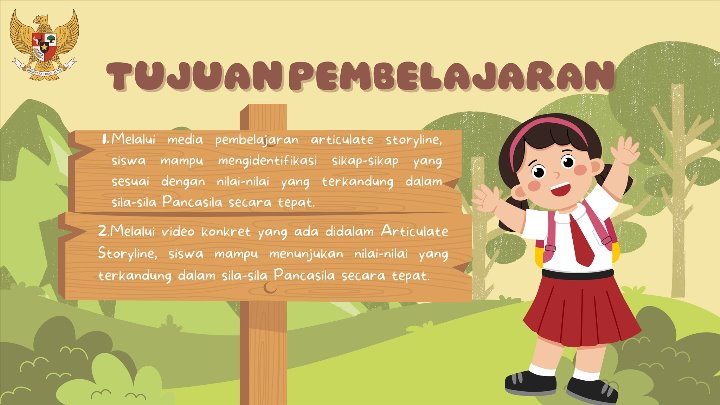 TUJUAN PEMBELAJARAN
1. Melalui media pembelajaran articulate storyline,
siswa mampu mengidentifikasi sikap-sikap yang
sesuai dengan nilai-nilai yang terkandung dalam
sila-sila Pancasila secara tepat.
2.Melalui video konkret yang ada didalam Articulate
Storyline, siswa mampu menunjukan nilai-nilai yang
terkandung dalam sila-sila Pancasila secara tepat.